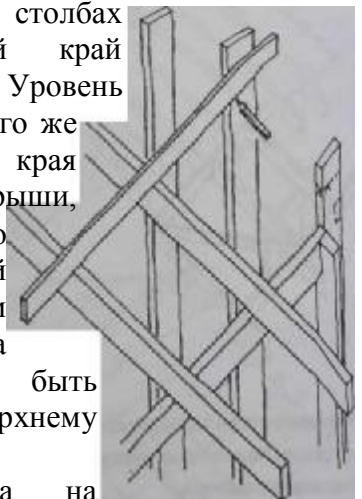 столбах
й край
Уровень
го же
края
рыши,
о
й
а
быть
рхнему
а на